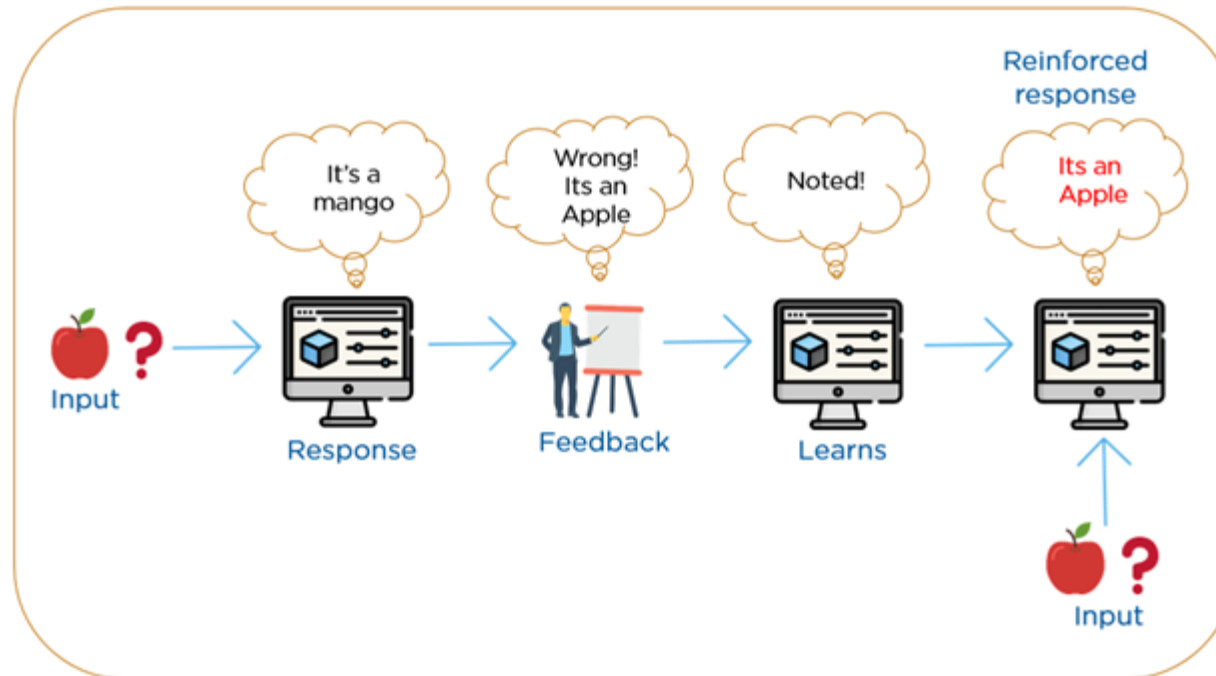 Reinforced
response
It's a
mango
Wrong!
Its an
Apple
Noted!
Its an
Apple
Input
Response
Feedback
Learns
Input